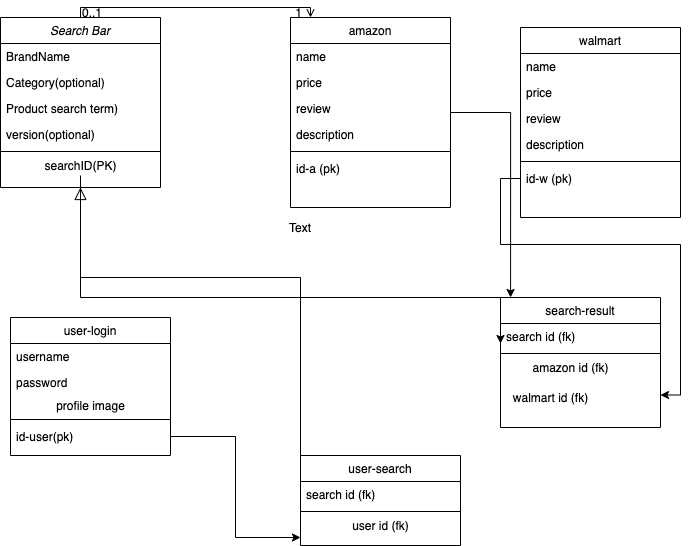 0..1
1
Search Bar
BrandName
Category(optional)
Product search term)
version(optional)
searchID(PK)
amazon
name
price
review
description
id-a (pk)
walmart
name
price
review
description
id-w (pk)
Text
search-result
search id (fk)
amazon id (fk)
walmart id (fk)
user-login
username
password
profile image
id-user(pk)
user-search
search id (fk)
user id (fk)